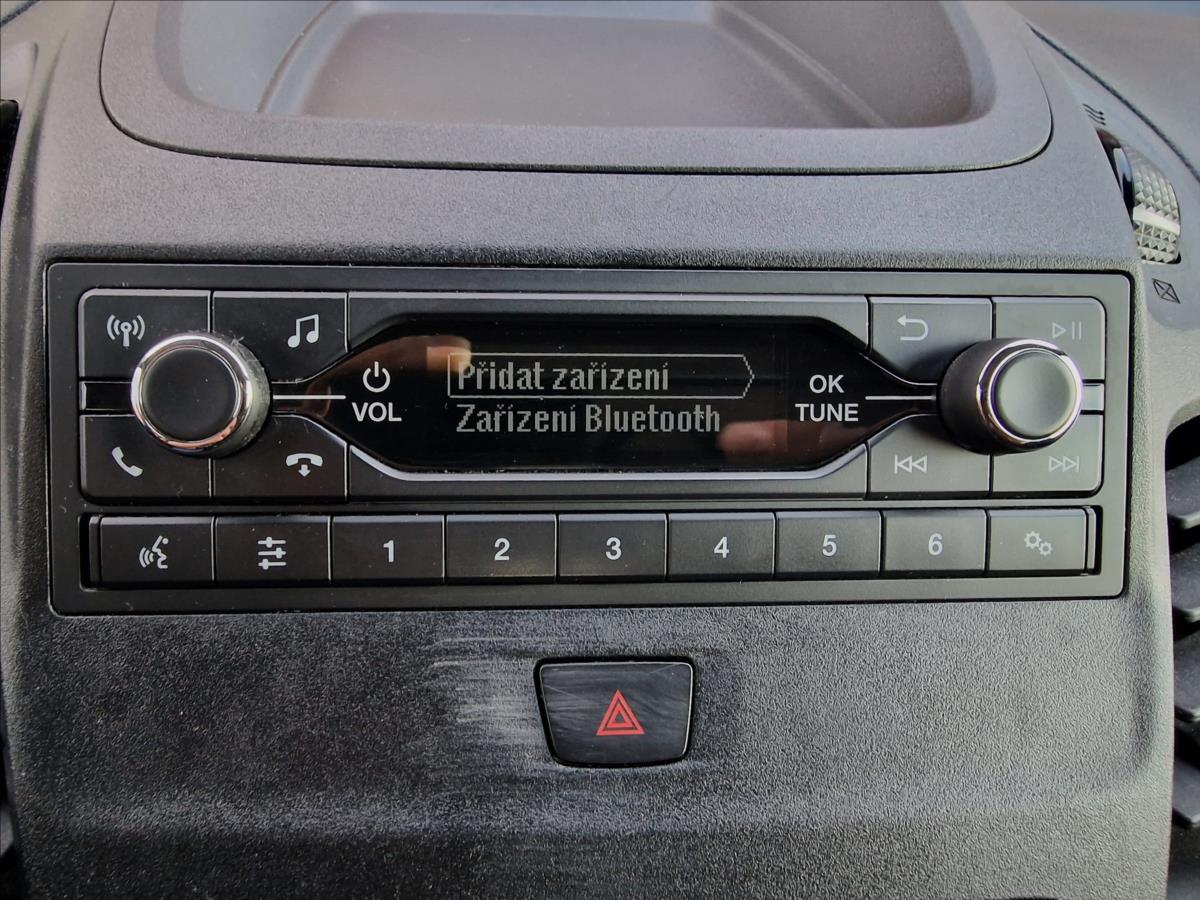 Přidat zařízení
Zařízení Bluetooth
VOL
OK
TUNE
1 2 3 4 5 6